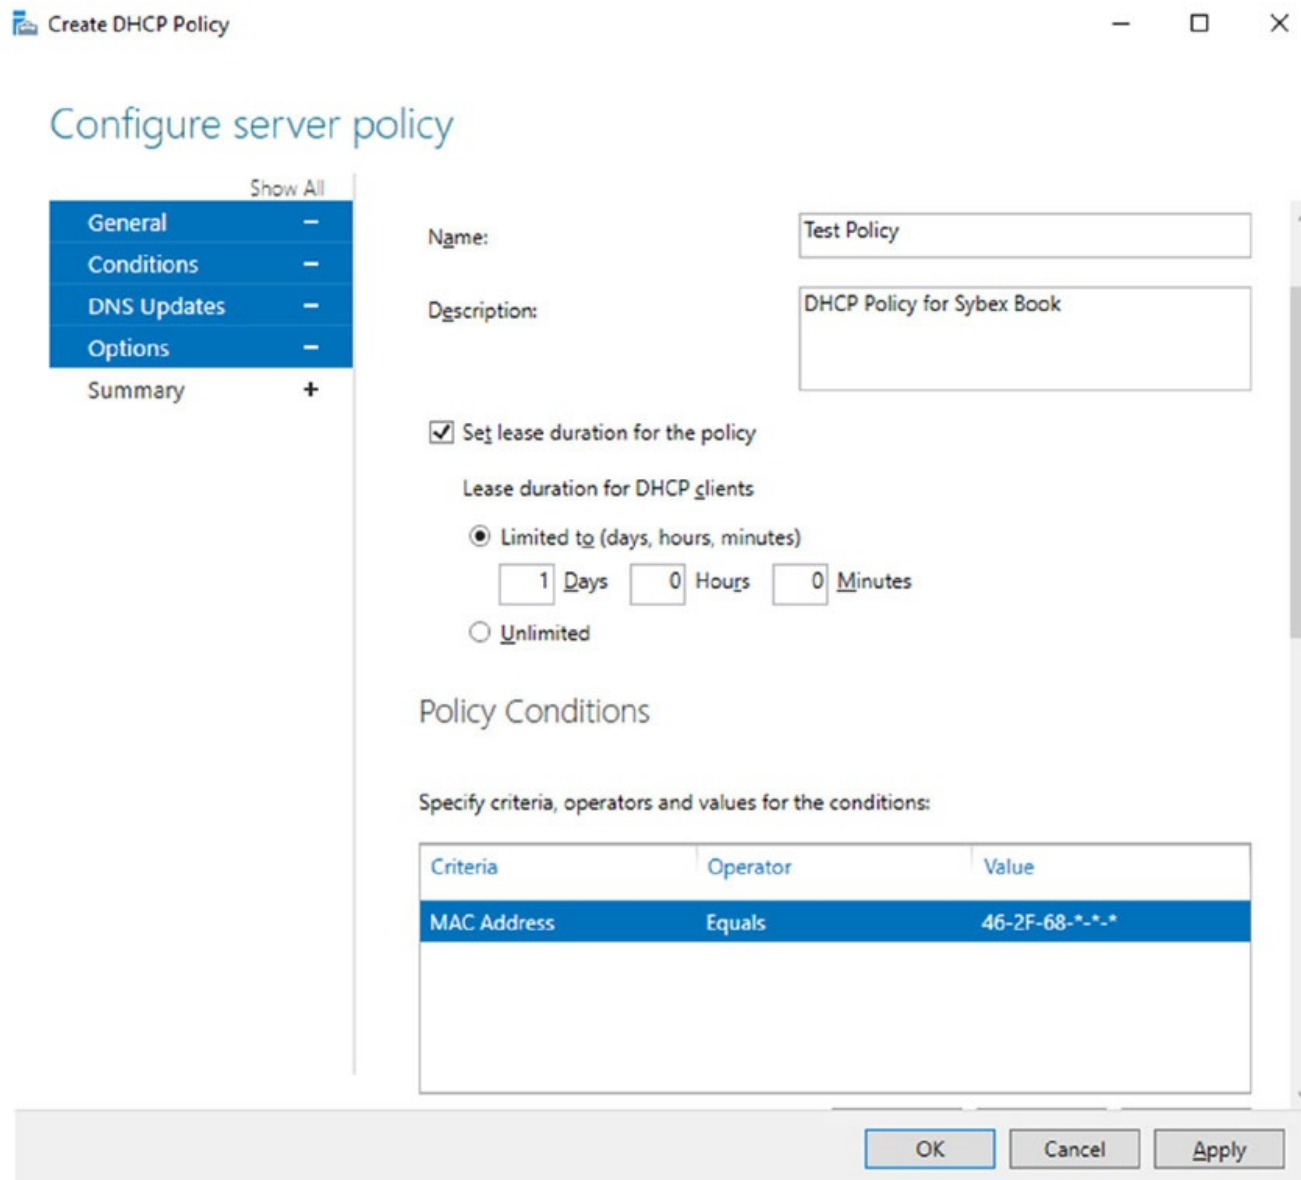 Create DHCP Policy
Configure server policy
Show All
General
Conditions
DNS Updates
Options
Summary
Name:
Test Policy
Description:
DHCP Policy for Sybex Book
Set lease duration for the policy
Lease duration for DHCP clients
Limited to (days, hours, minutes)
1 Days 0 Hours 0 Minutes
Unlimited
Policy Conditions
Specify criteria, operators and values for the conditions:
Criteria Operator Value
MAC Address Equals 46-2F-68-*-*-*
OK Cancel Apply